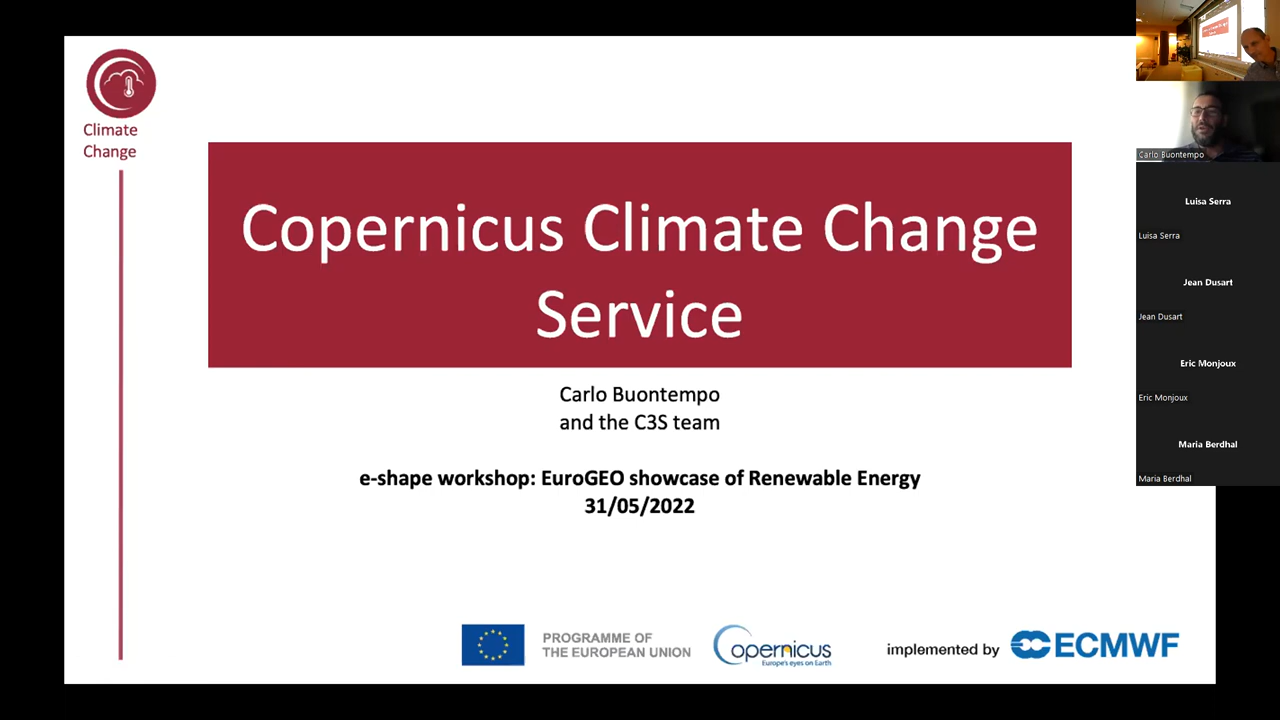 Climate
Change
Copernicus Climate Change
Service
Carlo Buontempo
and the C3S team
e-shape workshop: EuroGEO showcase of Renewable Energy
31/05/2022
PROGRAMME OF
THE EUROPEAN UNION
opernicus
Europe's eyes on Earth
implemented by
ECMWF
Carlo Buontempo
Luisa Serra
Luisa Serra
Jean Dusart
Jean Dusart
Eric Monjoux
Eric Monjoux
Maria Berdhal
Maria Berdhal